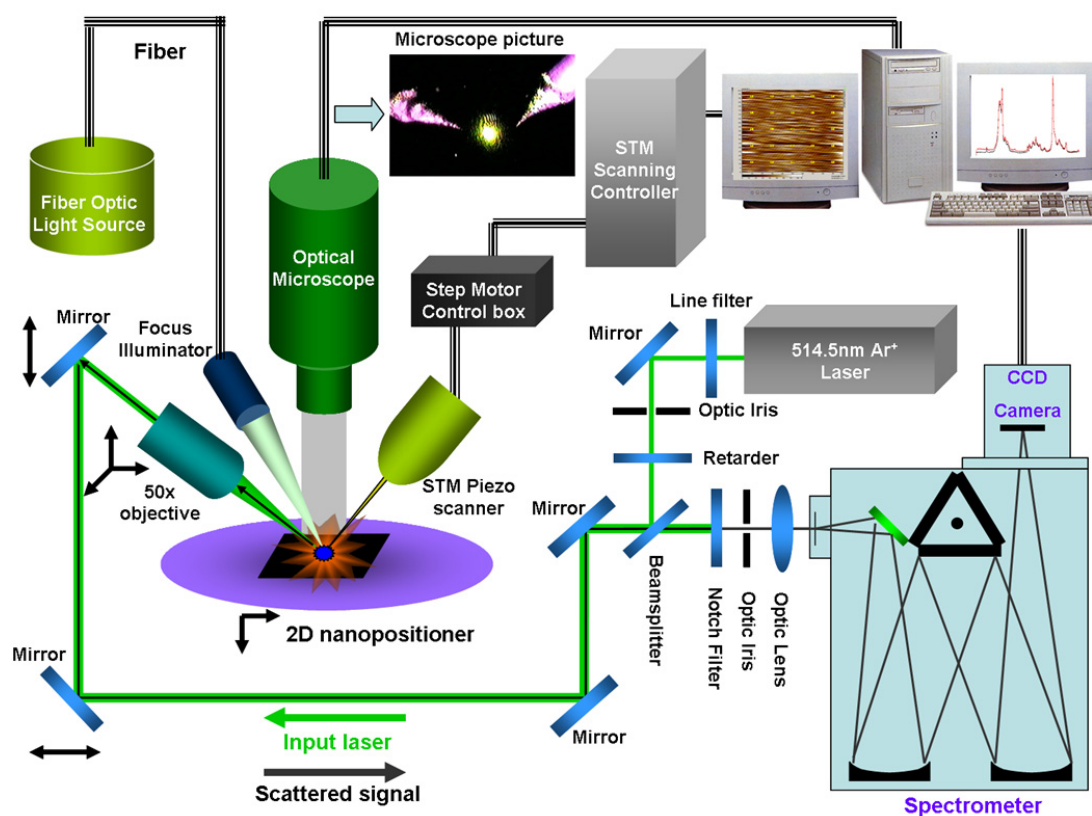 Fiber
Microscope picture
Fiber Optic
Light Source
Optical
Microscope
STM
Scanning
Controller
Step Motor
Control box
Line filter
Mirror
514.5nm Ar⁺
Laser
Mirror
Focus
Illuminator
CCD
Camera
Optic Iris
Retarder
50x
objective
STM Piezo
scanner
Mirror
Beamsplitter
Notch Filter
Optic Iris
Optic Lens
2D nanopositioner
Mirror
Mirror
Input laser
Scattered signal
Spectrometer